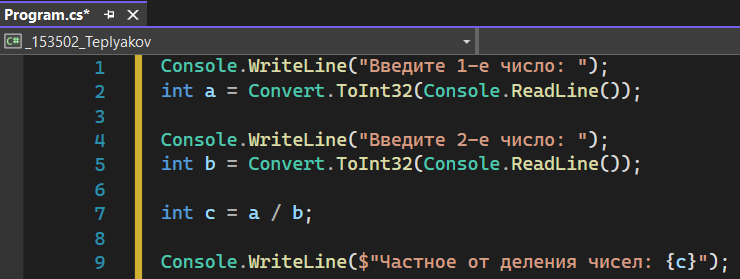 Program.cs*
C# _153502_Teplyakov
1 Console.WriteLine("Введите 1-е число: ");
2 int a = Convert.ToInt32(Console.ReadLine());
3
4 Console.WriteLine("Введите 2-е число: ");
5 int b = Convert.ToInt32(Console.ReadLine());
6
7 int c = a / b;
8
9 Console.WriteLine($"Частное от деления чисел: {c}");